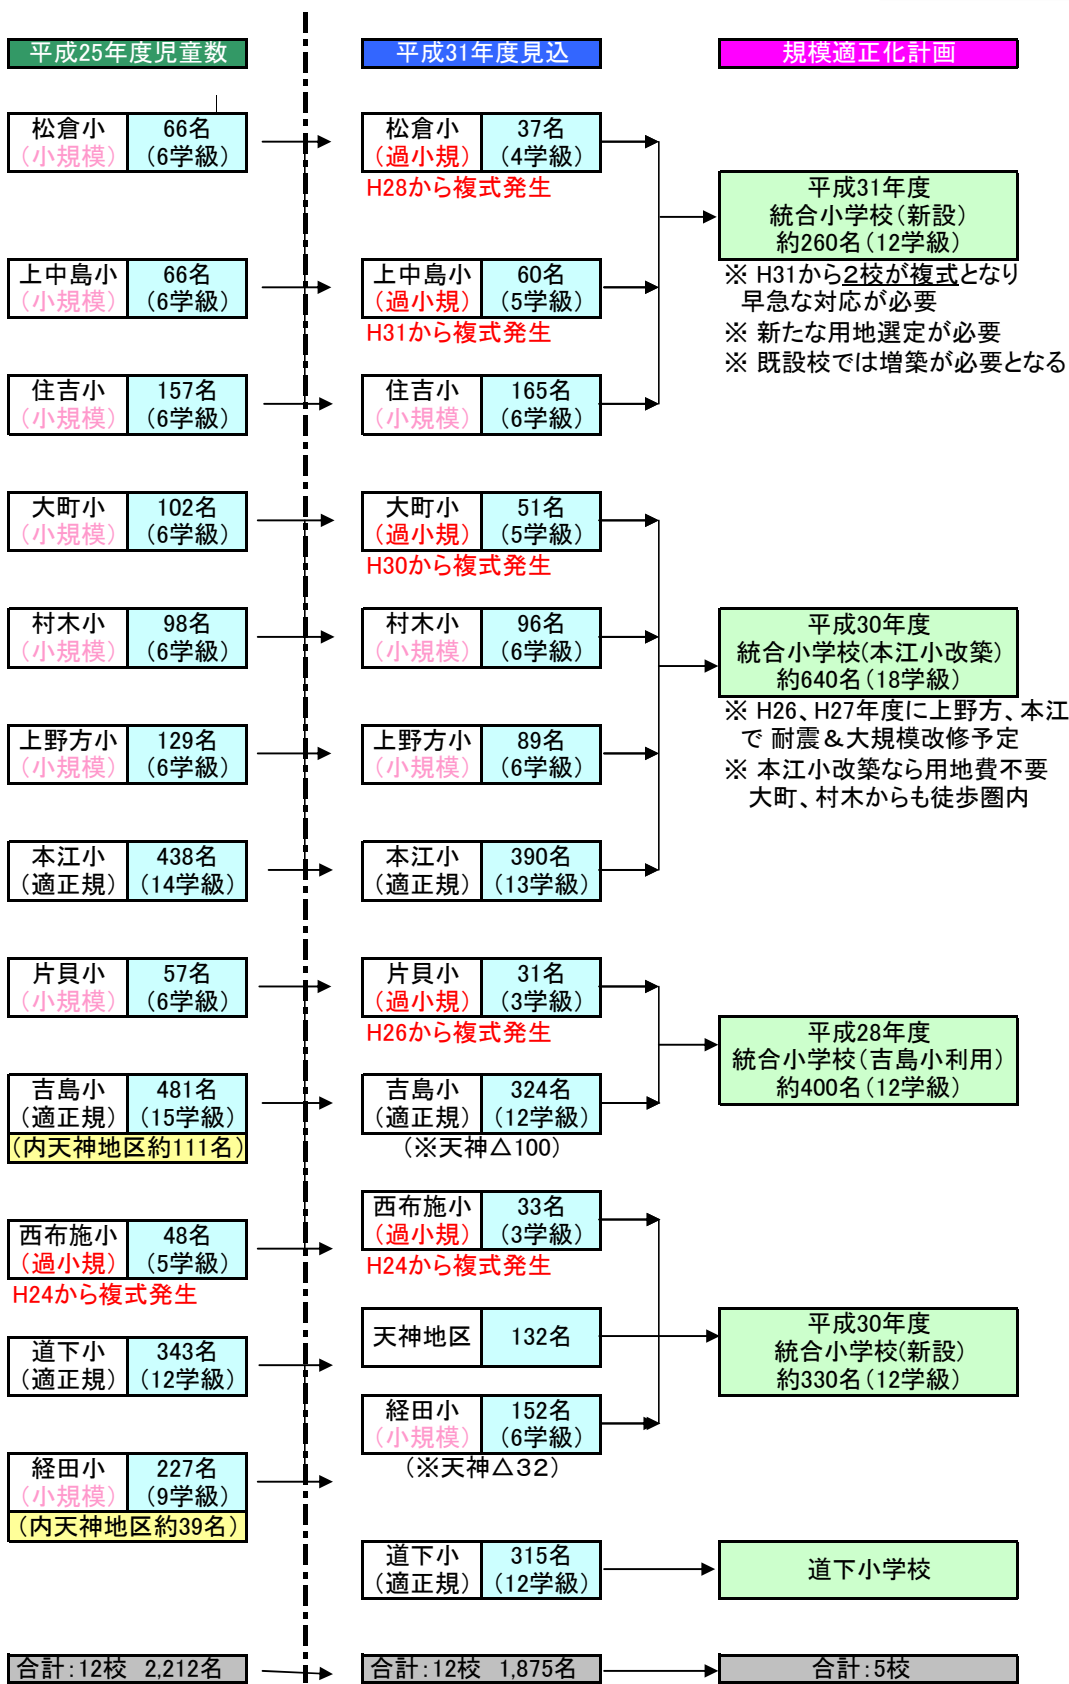 平成25年度児童数
平成31年度見込
規模適正化計画
松倉小 66名
（小規模） （6学級）
松倉小 37名
（過小規） （4学級）
H28から複式発生
平成31年度
統合小学校（新設）
約260名（12学級）
※ H31から２校が複式となり
早急な対応が必要
※ 新たな用地選定が必要
※ 既設校では増築が必要となる
上中島小 66名
（小規模） （6学級）
上中島小 60名
（過小規） （5学級）
H31から複式発生
住吉小 157名
（小規模） （6学級）
住吉小 165名
（小規模） （6学級）
大町小 102名
（小規模） （6学級）
大町小 51名
（過小規） （5学級）
H30から複式発生
村木小 98名
（小規模） （6学級）
村木小 96名
（小規模） （6学級）
平成30年度
統合小学校(本江小改築）
約640名（18学級）
※ H26、H27年度に上野方、本江
で 耐震＆大規模改修予定
※ 本江小改築なら用地費不要
大町、村木からも徒歩圏内
上野方小 129名
（小規模） （6学級）
上野方小 89名
（小規模） （6学級）
本江小 438名
（適正規） （14学級）
本江小 390名
（適正規） （13学級）
片貝小 57名
（小規模） （6学級）
片貝小 31名
（過小規） （3学級）
H26から複式発生
平成28年度
統合小学校（吉島小利用）
約400名（12学級）
吉島小 481名
（適正規） （15学級）
（内天神地区約111名）
吉島小 324名
（適正規） （12学級）
（※天神△100）
西布施小 48名
（過小規） （5学級）
H24から複式発生
西布施小 33名
（過小規） （3学級）
H24から複式発生
天神地区 132名
平成30年度
統合小学校(新設）
約330名（12学級）
道下小 343名
（適正規） （12学級）
経田小 152名
（小規模） （6学級）
（※天神△３２）
経田小 227名
（小規模） （9学級）
（内天神地区約39名）
道下小 315名
（適正規） （12学級）
道下小学校
合計：12校 2,212名
合計：12校 1,875名
合計：5校